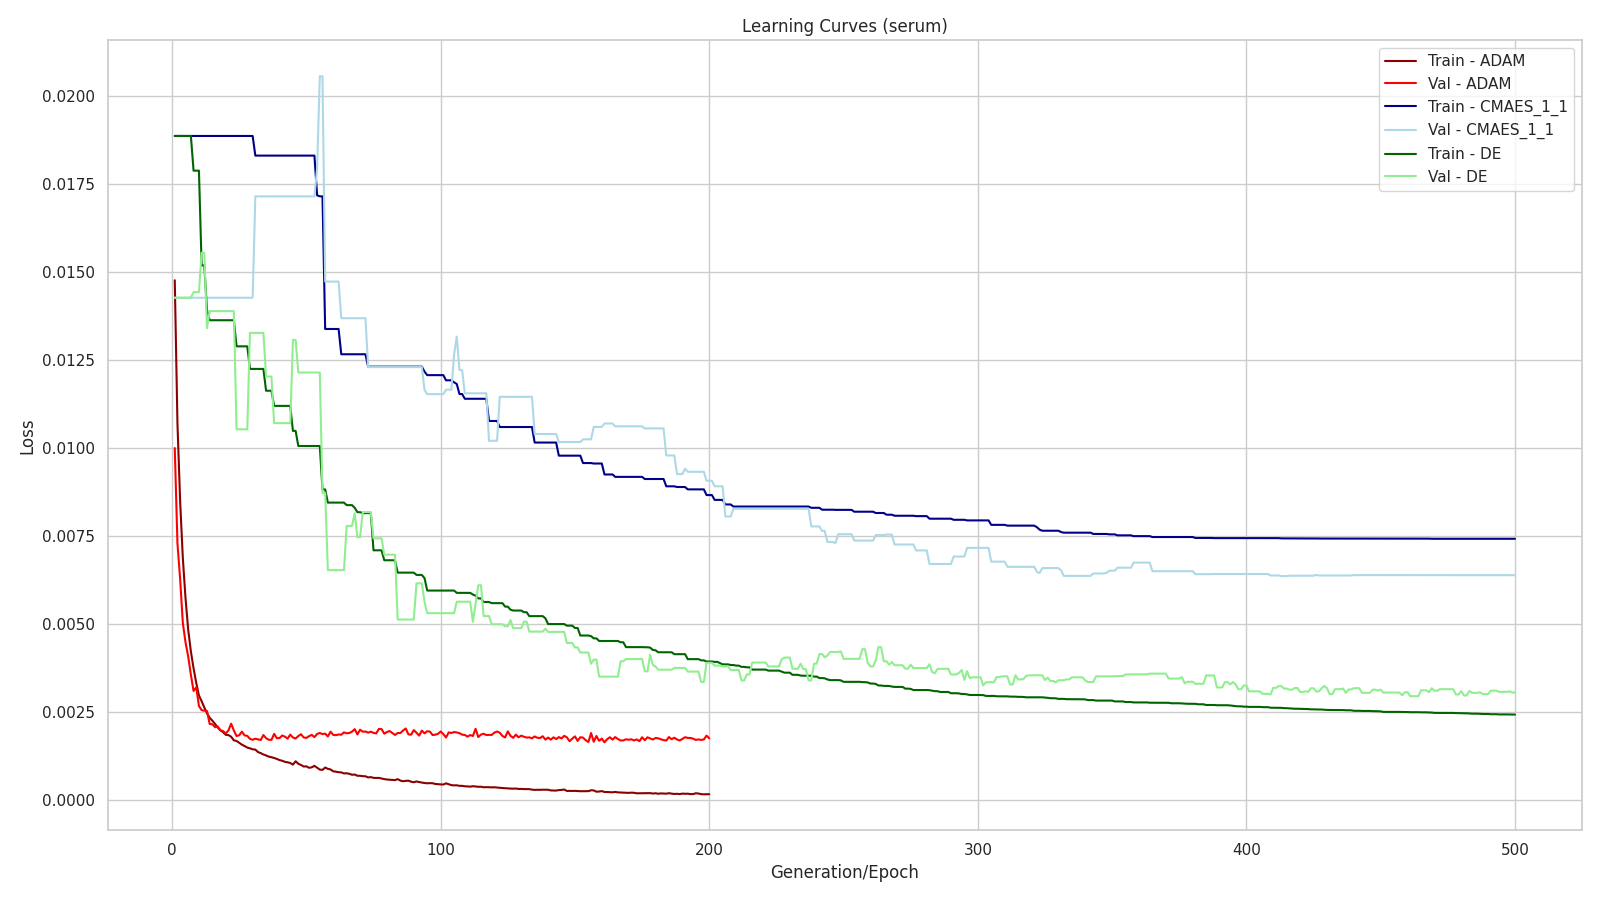 Learning Curves (serum)
Train - ADAM
Val - ADAM
Train - CMAES_1_1
Val - CMAES_1_1
Train - DE
Val - DE
0.0200
0.0175
0.0150
0.0125
0.0100
0.0075
0.0050
0.0025
0.0000
Loss
0 100 200 300 400 500
Generation/Epoch